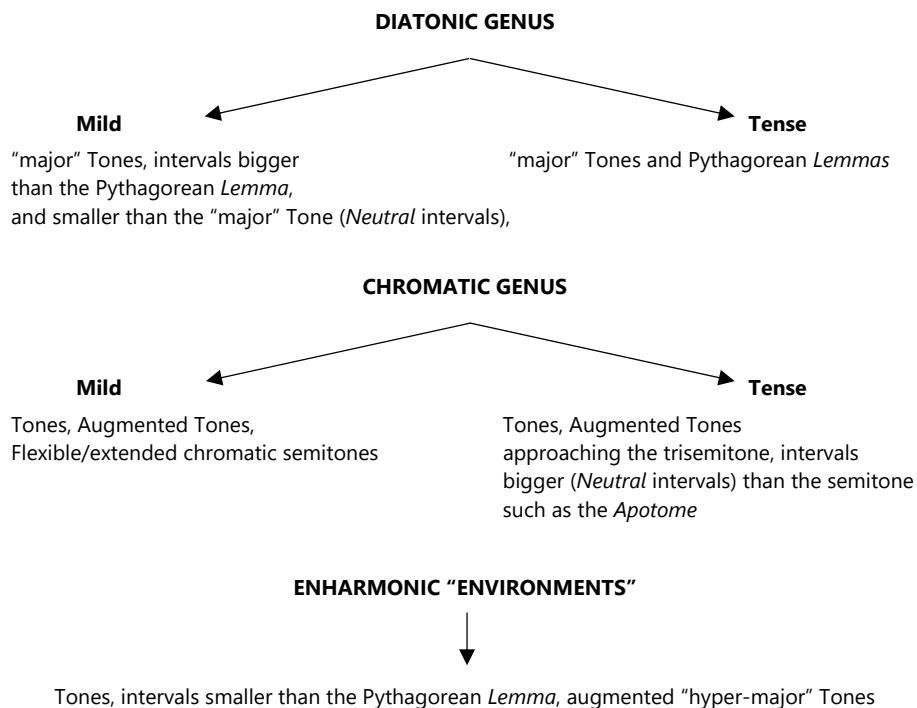 DIATONIC GENUS
Mild
“major” Tones, intervals bigger
than the Pythagorean Lemma,
and smaller than the “major” Tone (Neutral intervals),
Tense
“major” Tones and Pythagorean Lemmas
CHROMATIC GENUS
Mild
Tones, Augmented Tones,
Flexible/extended chromatic semitones
Tense
Tones, Augmented Tones
approaching the trisemitone, intervals
bigger (Neutral intervals) than the semitone
such as the Apotome
ENHARMONIC “ENVIRONMENTS”
Tones, intervals smaller than the Pythagorean Lemma, augmented “hyper-major” Tones